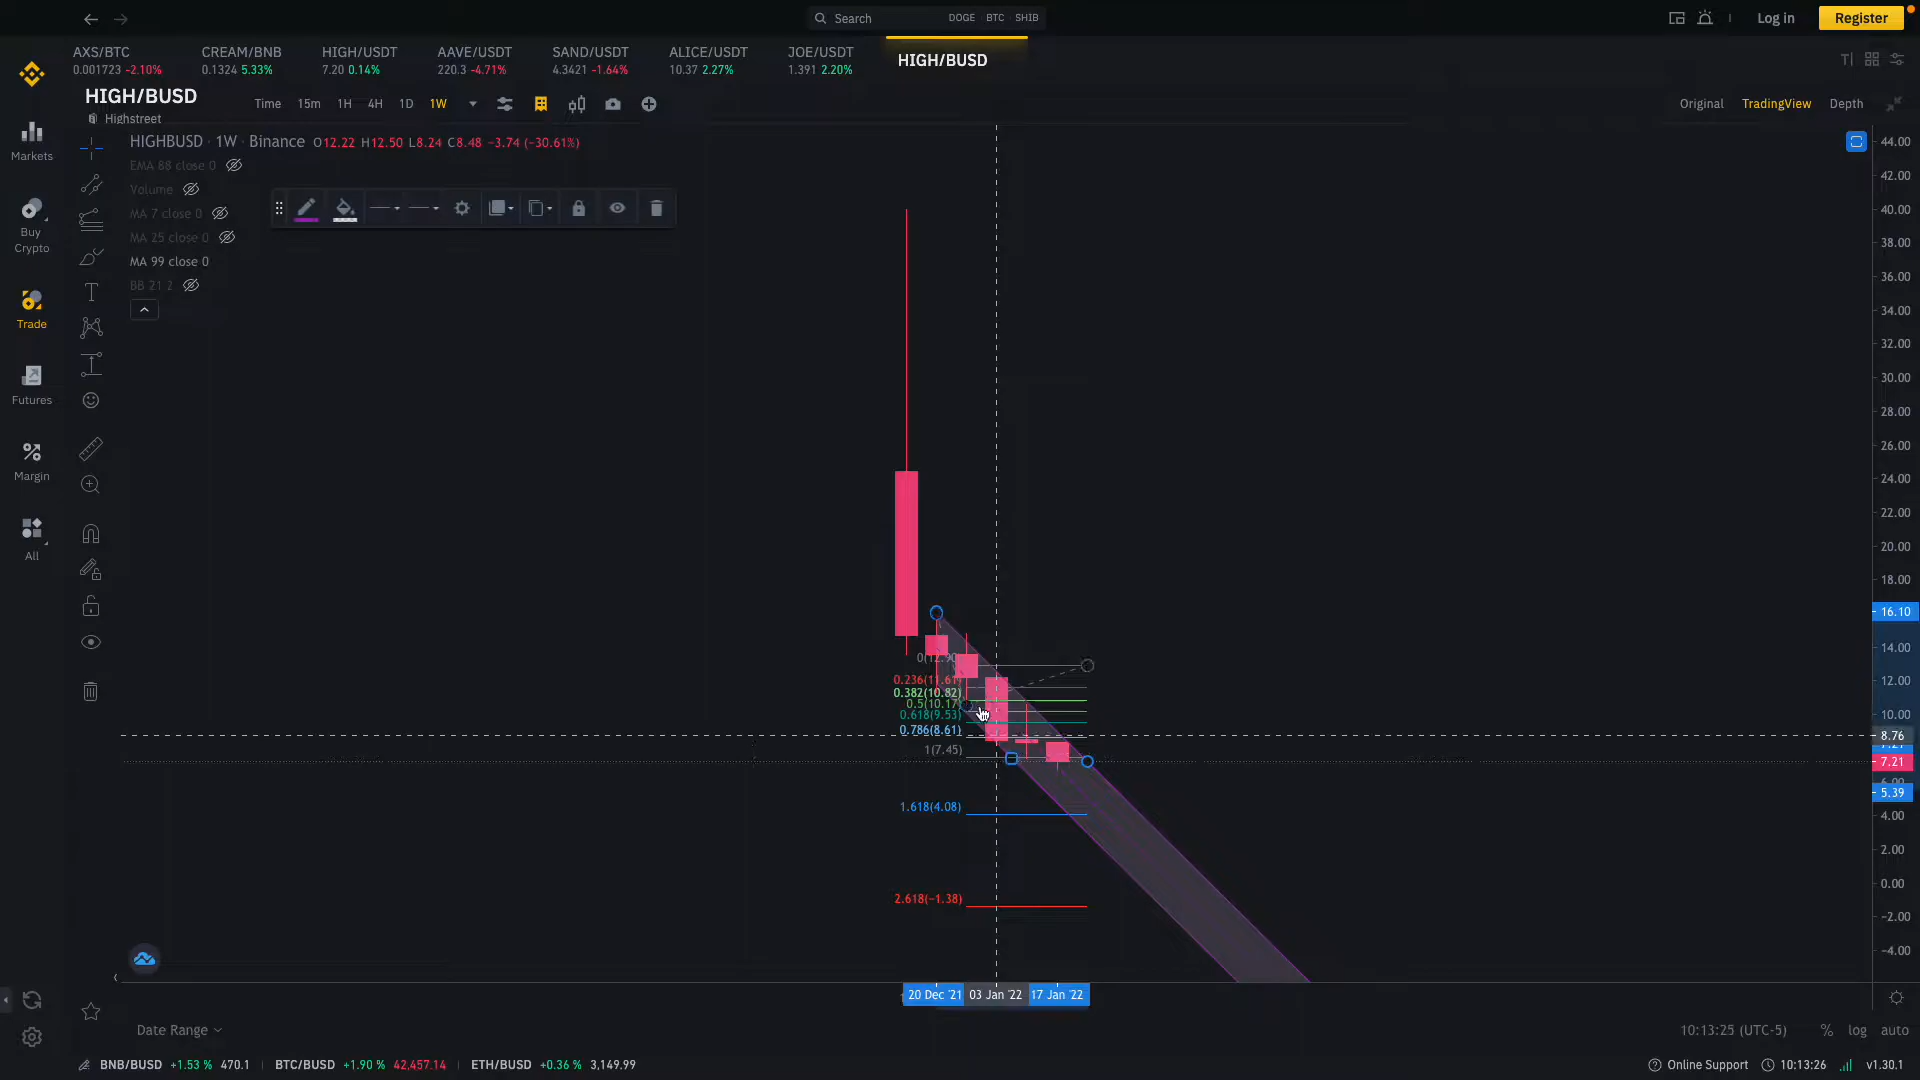 Search DOGE · BTC · SHIB
Log in
Register
AXS/BTC
0.001723 -2.10%
CREAM/BNB
0.1324 5.33%
HIGH/USDT
7.20 0.14%
AAVE/USDT
220.3 -4.71%
SAND/USDT
4.3421 -1.64%
ALICE/USDT
10.37 2.27%
JOE/USDT
1.391 2.20%
HIGH/BUSD
HIGH/BUSD
Highstreet
Time 15m 1H 4H 1D 1W
Original TradingView Depth
HIGHBUSD · 1W · Binance O12.22 H12.50 L8.24 C8.48 -3.74 (-30.61%)
EMA 88 close 0
Volume
MA 7 close 0
MA 25 close 0
MA 99 close 0
BB 21 2
Markets
Buy
Crypto
Trade
Futures
Margin
All
0.236(11.61)
0.382(10.82)
0.5(10.17)
0.618(9.53)
0.786(8.61)
1(7.45)
1.618(4.08)
2.618(-1.38)
44.00
42.00
40.00
38.00
36.00
34.00
32.00
30.00
28.00
26.00
24.00
22.00
20.00
18.00
16.10
14.00
12.00
10.00
8.76
7.21
5.39
4.00
2.00
0.00
-2.00
-4.00
20 Dec '21 03 Jan '22 17 Jan '22
Date Range
10:13:25 (UTC-5) % log auto
BNB/BUSD +1.53 % 470.1 BTC/BUSD +1.90 % 42,457.14 ETH/BUSD +0.36 % 3,149.99
Online Support 10:13:26 v1.30.1